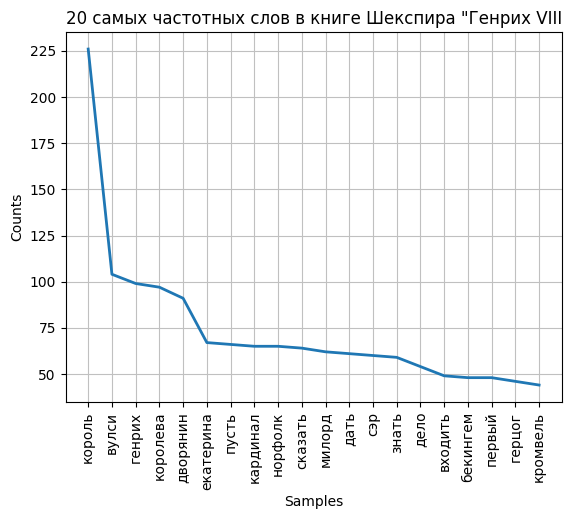 20 самых частотных слов в книге Шекспира "Генрих VIII
225
200
175
150
125
100
75
50
Counts
король
вулси
генрих
королева
дворянин
екатерина
пусть
кардинал
норфолк
сказать
милорд
дать
сэр
знать
дело
входить
бекингем
первый
герцог
кромвель
Samples